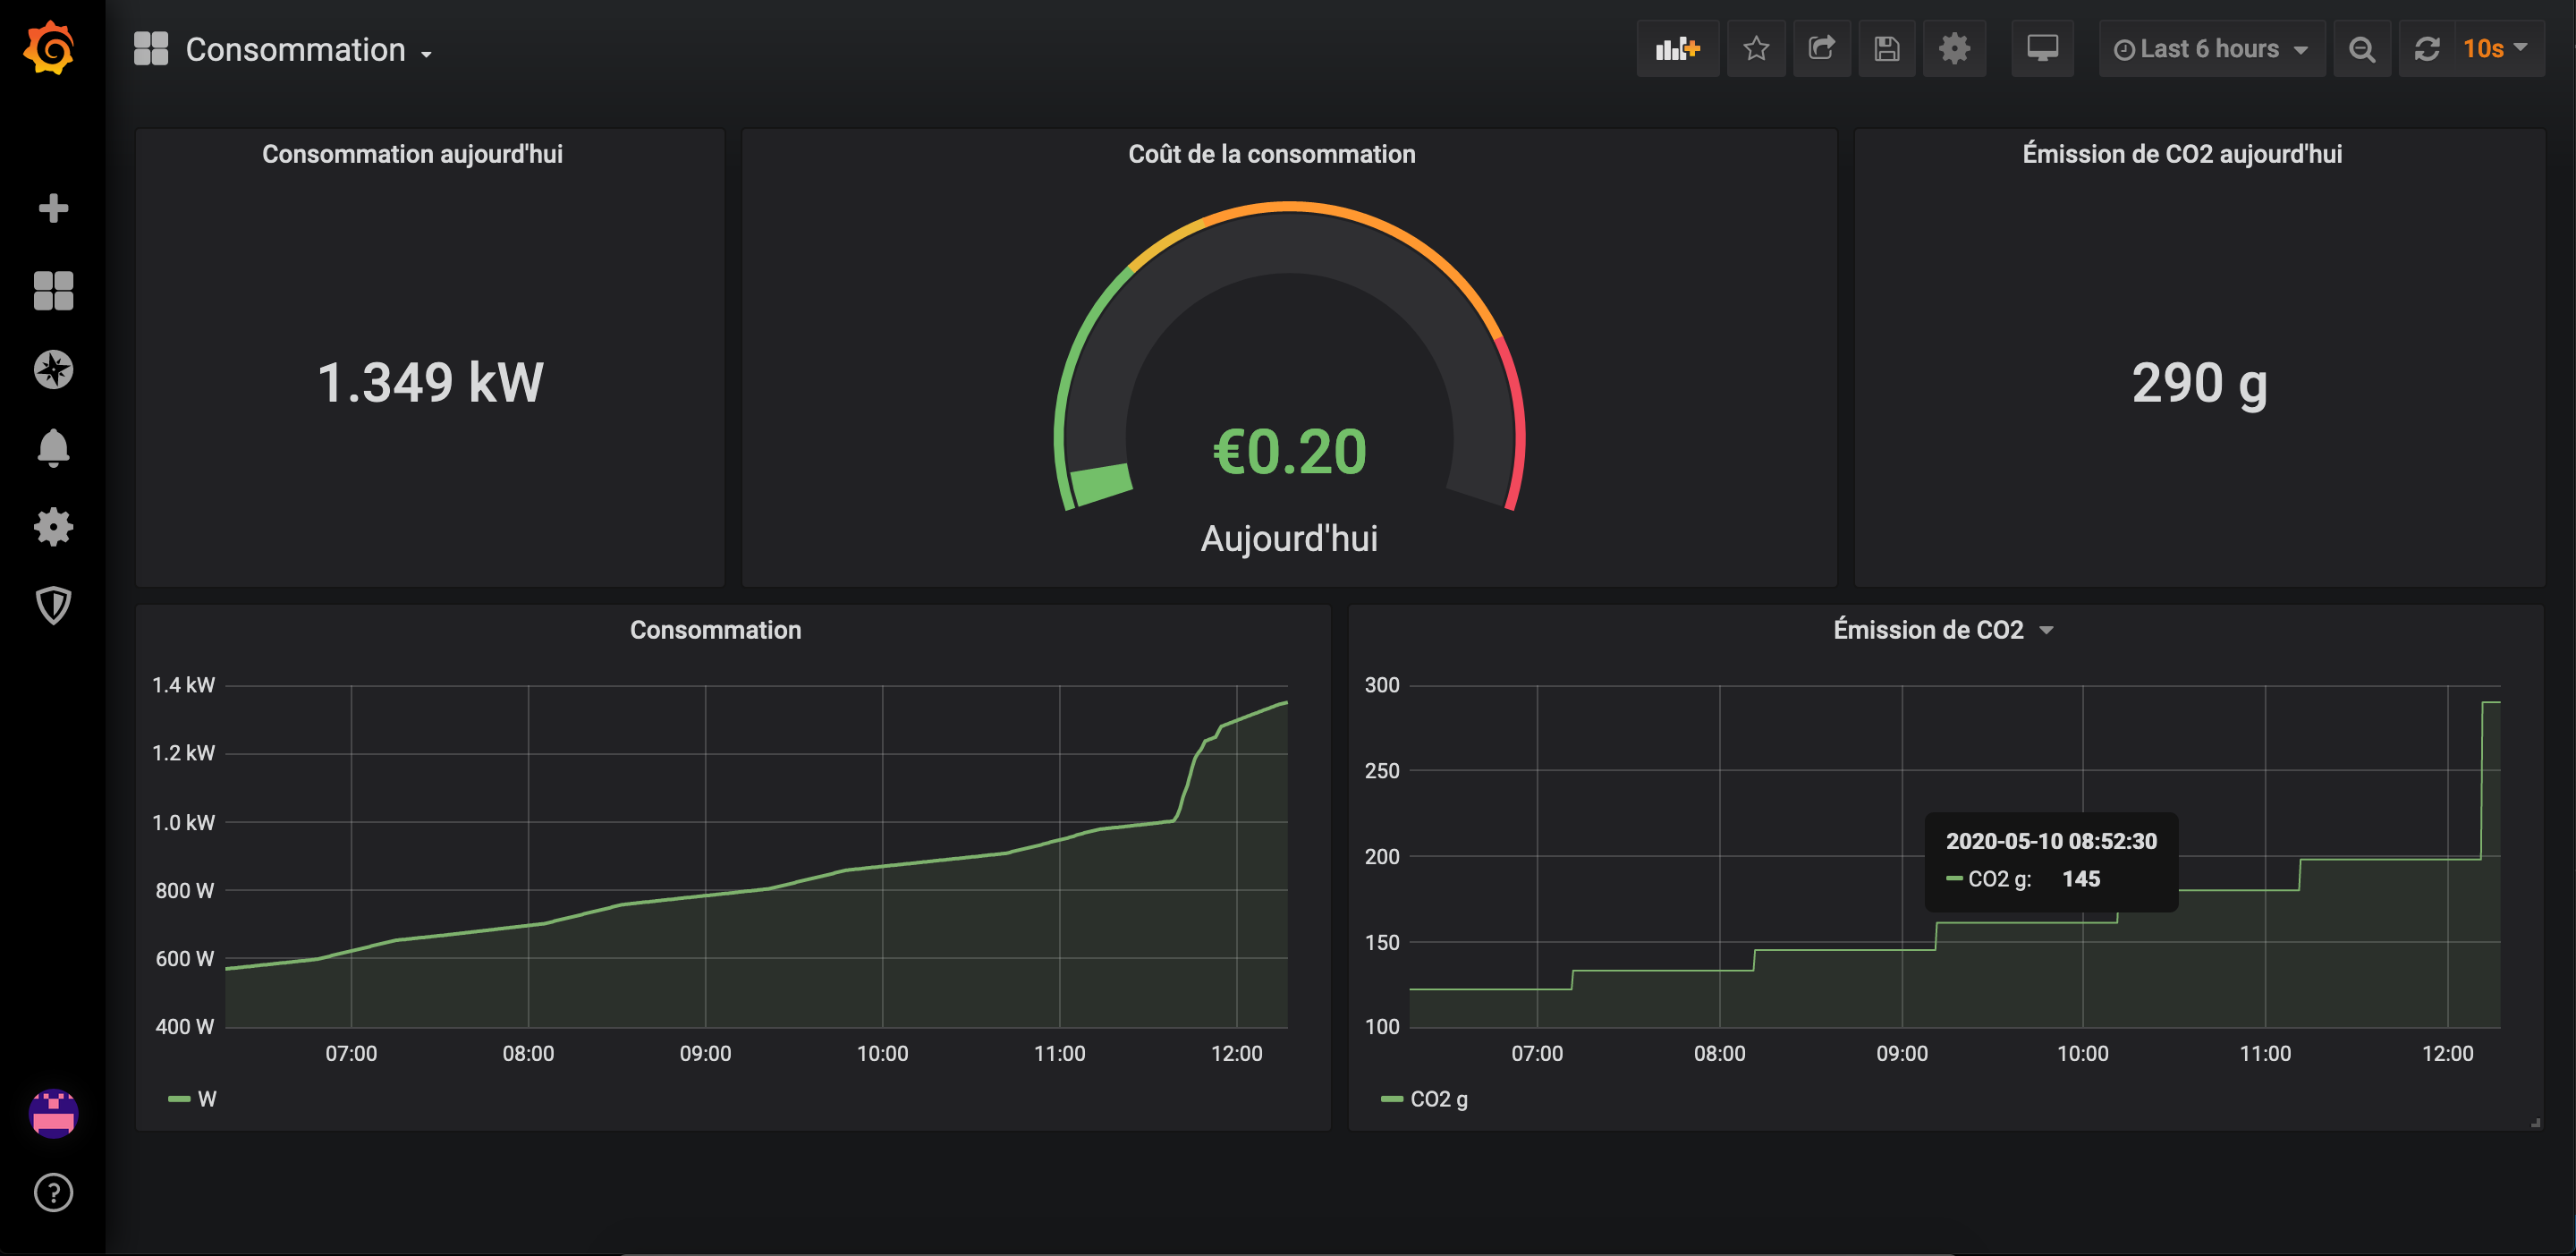 Consommation
Last 6 hours
10s
Consommation aujourd'hui
1.349 kW
Coût de la consommation
€0.20
Aujourd'hui
Émission de CO2 aujourd'hui
290 g
Consommation
1.4 kW
1.2 kW
1.0 kW
800 W
600 W
400 W
07:00 08:00 09:00 10:00 11:00 12:00
W
Émission de CO2
300
250
200
150
100
2020-05-10 08:52:30
CO2 g: 145
07:00 08:00 09:00 10:00 11:00 12:00
CO2 g
?